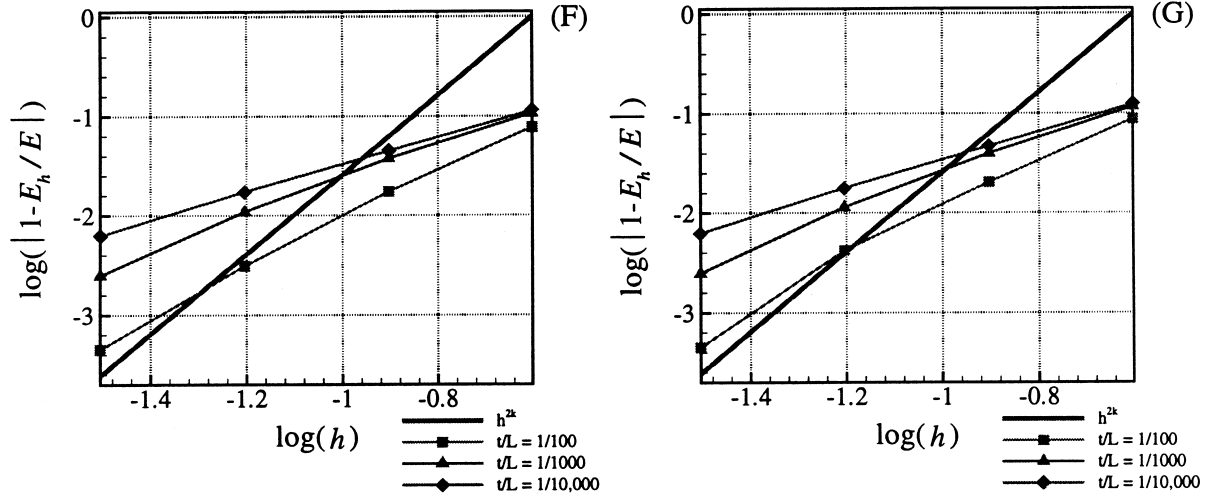 (F)
0
-1
-2
-3
log(|1-E_h/E|)
-1.4 -1.2 -1 -0.8
log(h)
h^{2k}
t/L = 1/100
t/L = 1/1000
t/L = 1/10,000
(G)
0
-1
-2
-3
log(|1-E_h/E|)
-1.4 -1.2 -1 -0.8
log(h)
h^{2k}
t/L = 1/100
t/L = 1/1000
t/L = 1/10,000